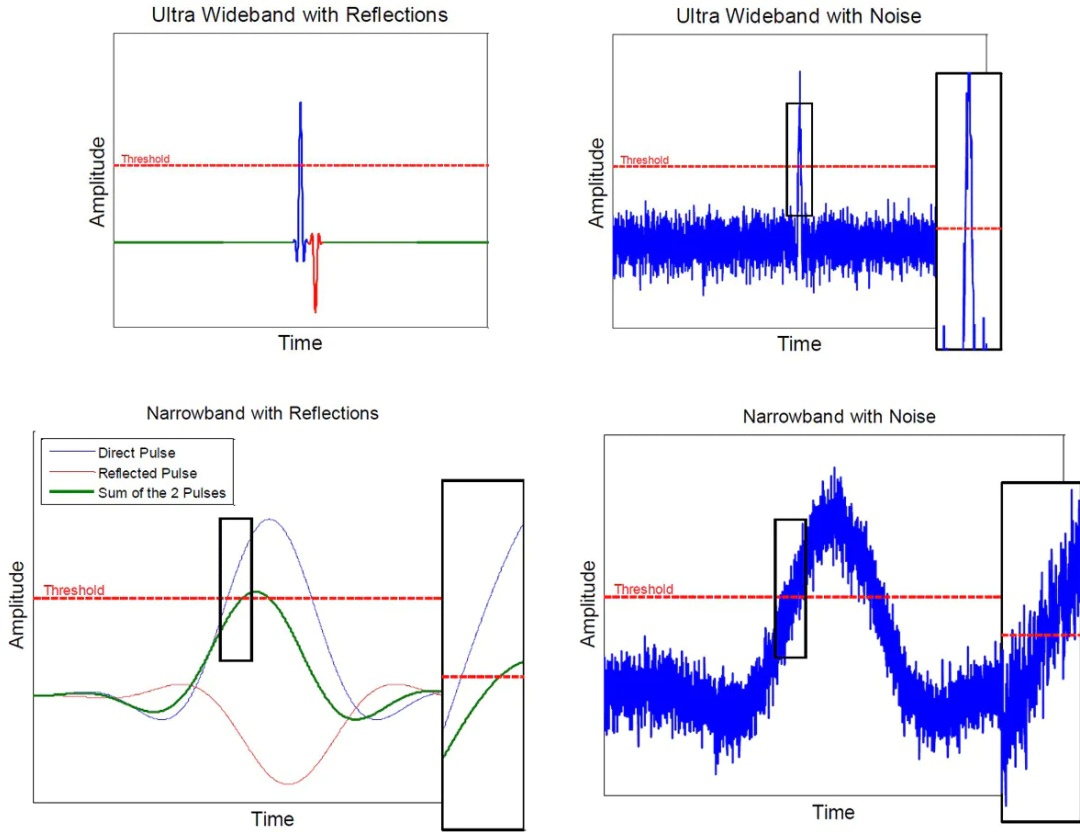 Ultra Wideband with Reflections
Threshold
Amplitude
Time
Ultra Wideband with Noise
Threshold
Amplitude
Time
Narrowband with Reflections
Direct Pulse
Reflected Pulse
Sum of the 2 Pulses
Threshold
Amplitude
Time
Narrowband with Noise
Threshold
Amplitude
Time